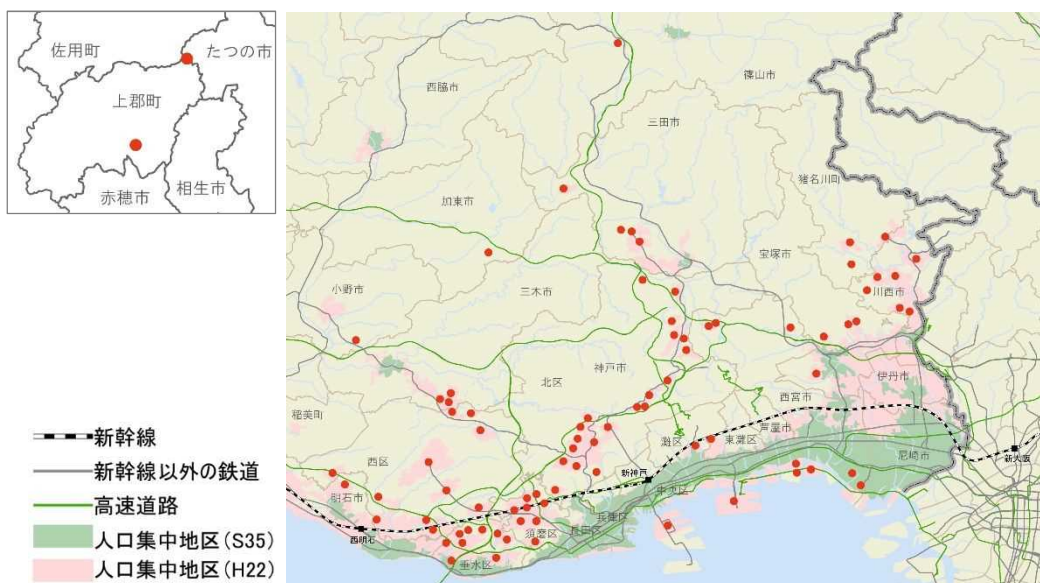 佐用町
たつの市
上郡町
赤穂市
相生市
西脇市
篠山市
三田市
猪名川町
加東市
宝塚市
小野市
三木市
川西市
神戸市
北区
伊丹市
西宮市
稲美町
芦屋市
灘区
東灘区
西区
新神戸
尼崎市
新大阪
中央区
明石市
兵庫区
長田区
須磨区
西明石
垂水区
新幹線
新幹線以外の鉄道
高速道路
人口集中地区(S35)
人口集中地区(H22)